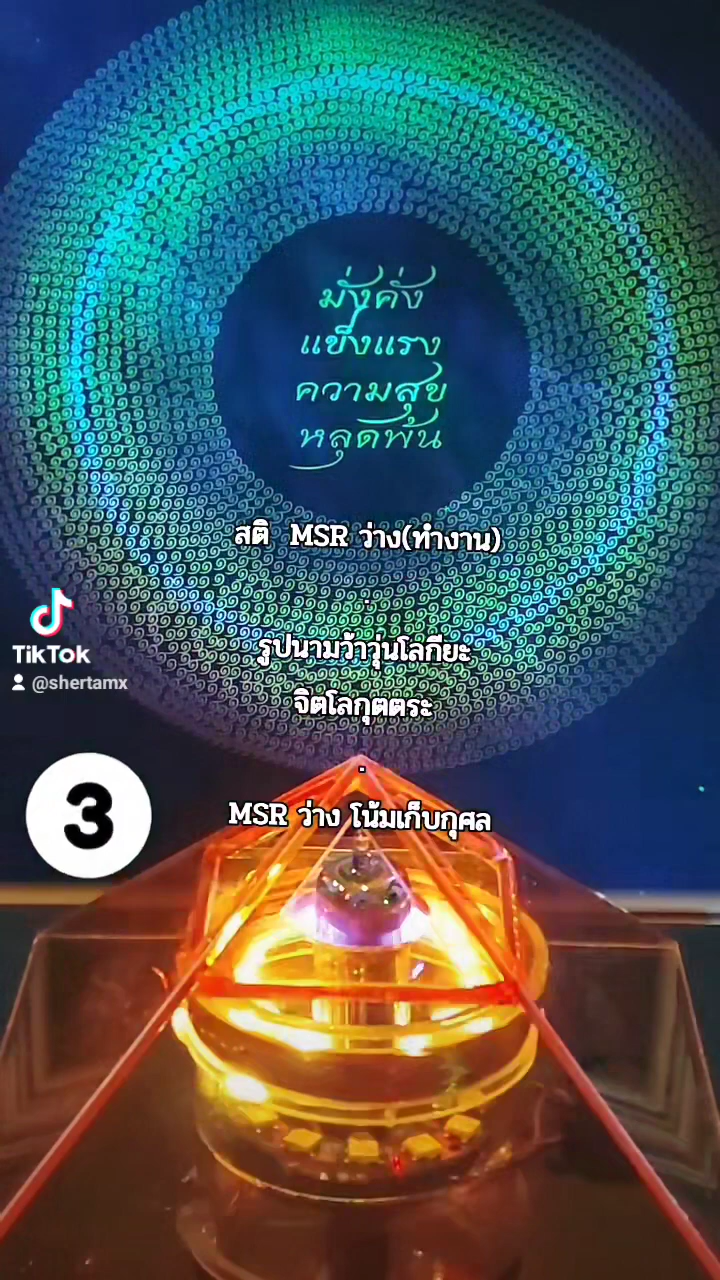 มั่งคั่ง
แข็งแรง
ความสุข
หลุดพ้น
สติ MSR ว่าง(ทำงาน)
.
รูปนามว้าวุ่นโลกียะ
จิตโลกุตตระ
.
MSR ว่าง โน้มเก็บกุศล
TikTok
@shertamx
3